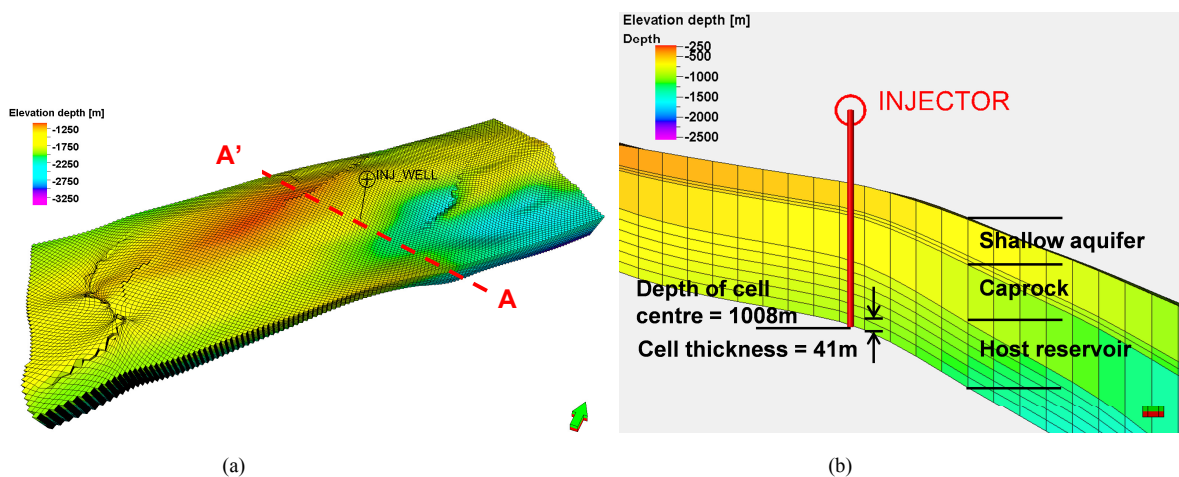 Elevation depth [m]
-1250
-1750
-2250
-2750
-3250
A’
INJ_WELL
A
(a)
Elevation depth [m]
Depth
-250
-500
-1000
-1500
-2000
-2500
INJECTOR
Shallow aquifer
Caprock
Host reservoir
Depth of cell
centre = 1008m
Cell thickness = 41m
(b)